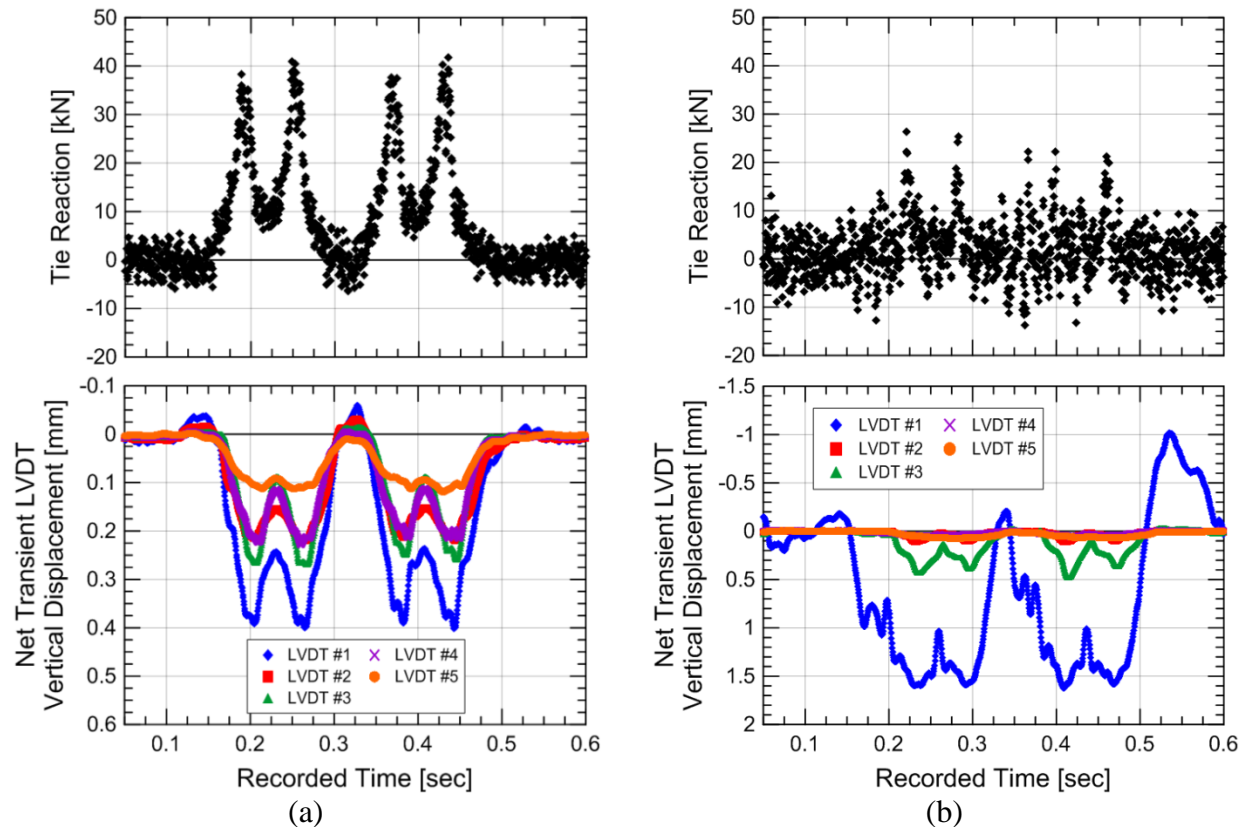 50
40
30
20
10
0
-10
-20
Tie Reaction [kN]
-0.1
0
0.1
0.2
0.3
0.4
0.5
0.6
Net Transient LVDT
Vertical Displacement [mm]
LVDT #1
LVDT #2
LVDT #3
LVDT #4
LVDT #5
0.1 0.2 0.3 0.4 0.5 0.6
Recorded Time [sec]
(a)
50
40
30
20
10
0
-10
-20
Tie Reaction [kN]
-1.5
-1
-0.5
0
0.5
1
1.5
2
Net Transient LVDT
Vertical Displacement [mm]
LVDT #1
LVDT #2
LVDT #3
LVDT #4
LVDT #5
0.1 0.2 0.3 0.4 0.5 0.6
Recorded Time [sec]
(b)